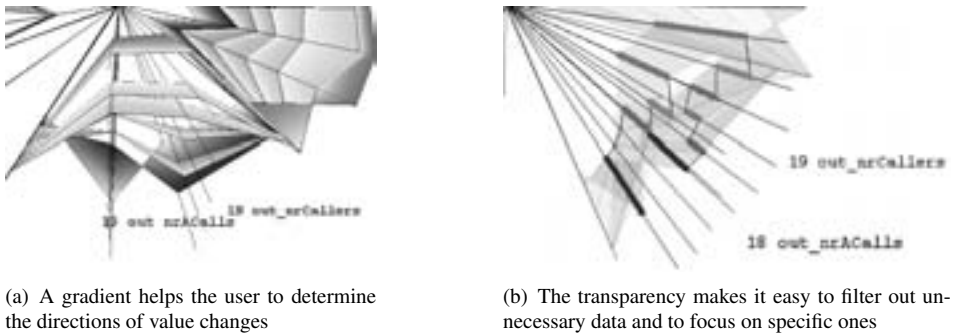 19 out_nrACalls
18 out_nrCallers
19 out_nrCallers
18 out_nrACalls
(a) A gradient helps the user to determine
the directions of value changes
(b) The transparency makes it easy to filter out un-
necessary data and to focus on specific ones